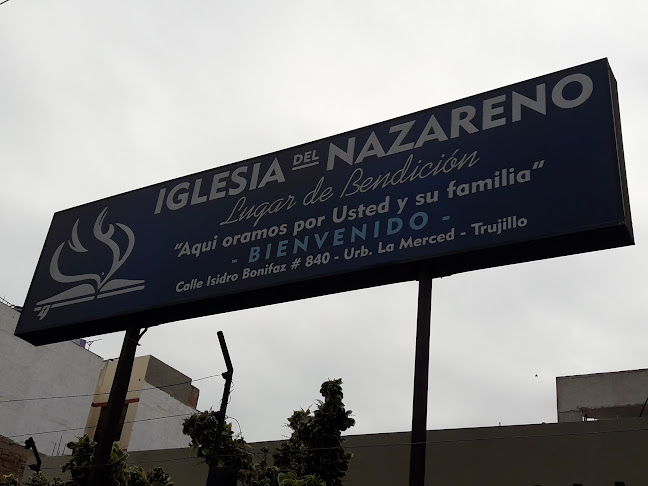 IGLESIA DEL NAZARENO
Lugar de Bendición
"Aqui oramos por Usted y su familia"
- BIENVENIDO -
Calle Isidro Bonifaz # 840 - Urb. La Merced - Trujillo